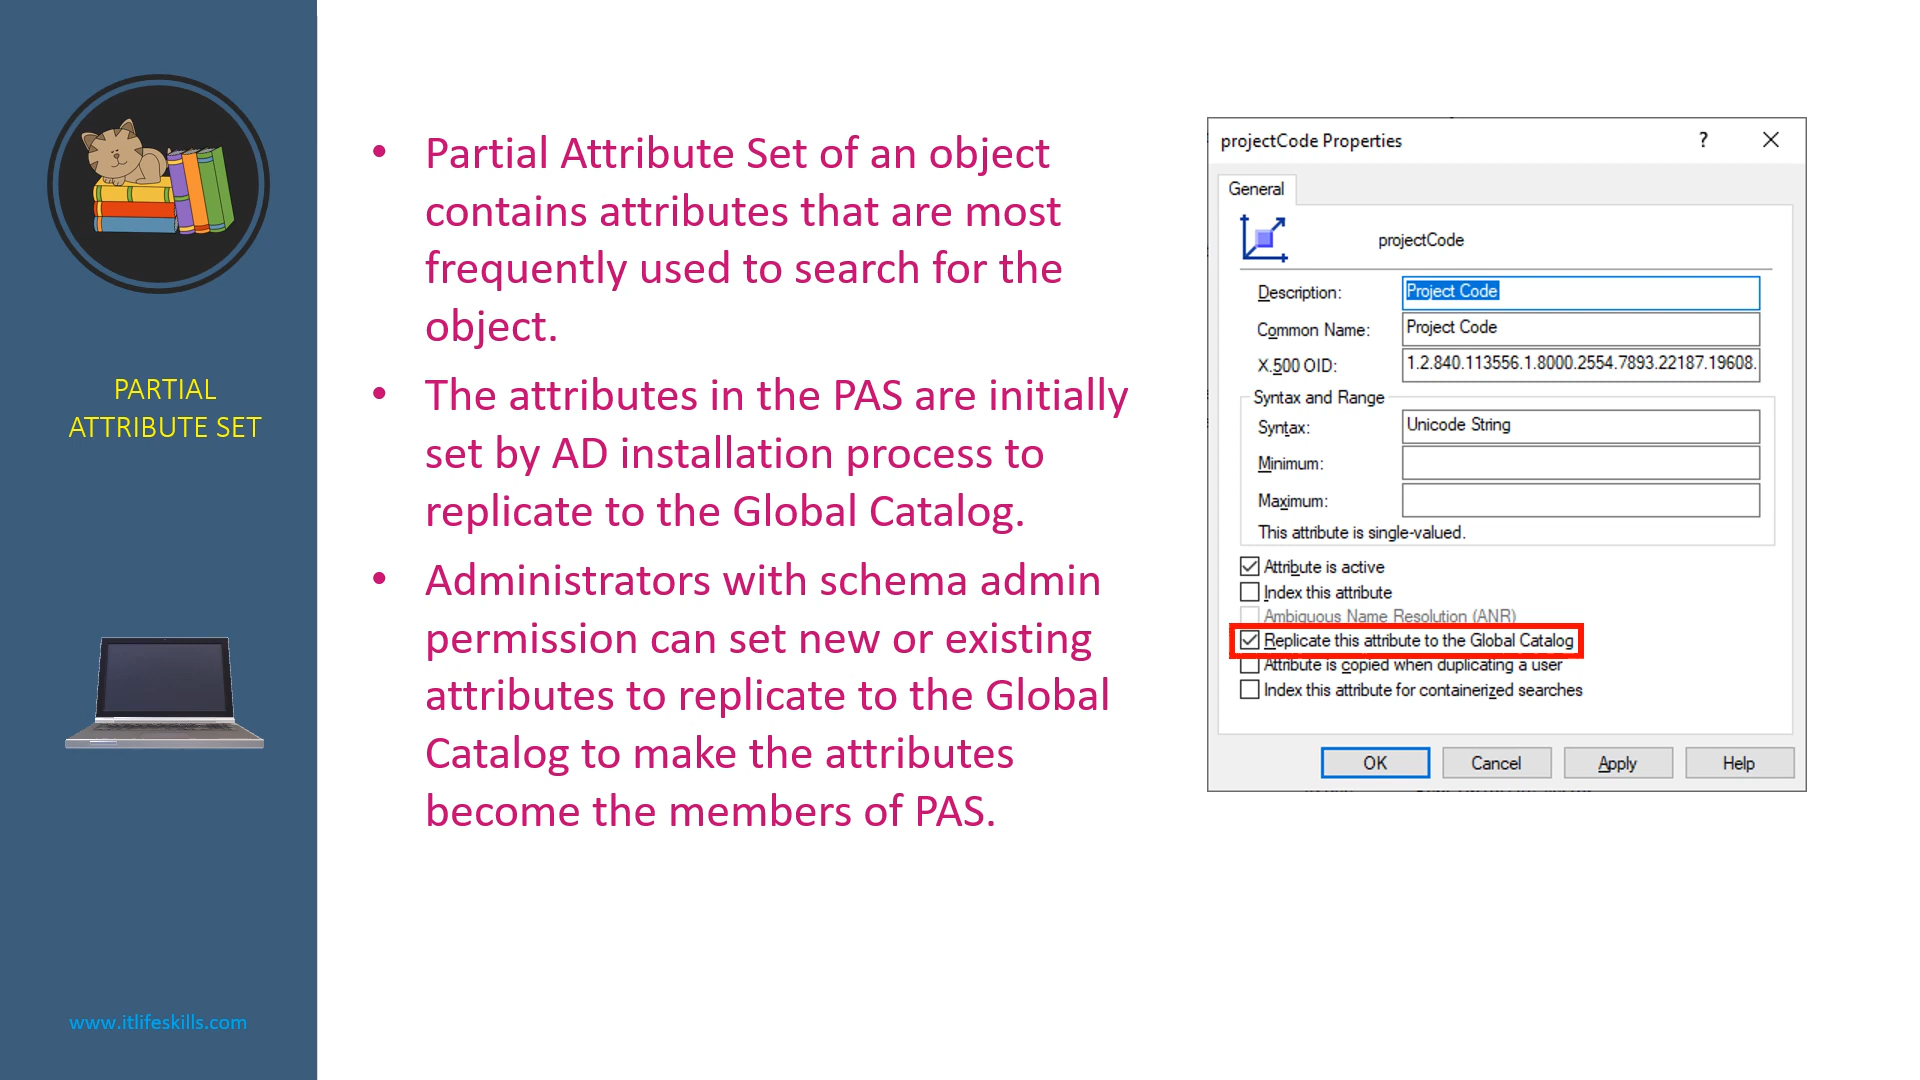 PARTIAL
ATTRIBUTE SET
www.itlifeskills.com
• Partial Attribute Set of an object
contains attributes that are most
frequently used to search for the
object.
• The attributes in the PAS are initially
set by AD installation process to
replicate to the Global Catalog.
• Administrators with schema admin
permission can set new or existing
attributes to replicate to the Global
Catalog to make the attributes
become the members of PAS.
projectCode Properties ?
General
projectCode
Description: Project Code
Common Name: Project Code
X.500 OID: 1.2.840.113556.1.8000.2554.7893.22187.19608.
Syntax and Range
Syntax: Unicode String
Minimum:
Maximum:
This attribute is single-valued.
Attribute is active
Index this attribute
Ambiguous Name Resolution (ANR)
Replicate this attribute to the Global Catalog
Attribute is copied when duplicating a user
Index this attribute for containerized searches
OK Cancel Apply Help